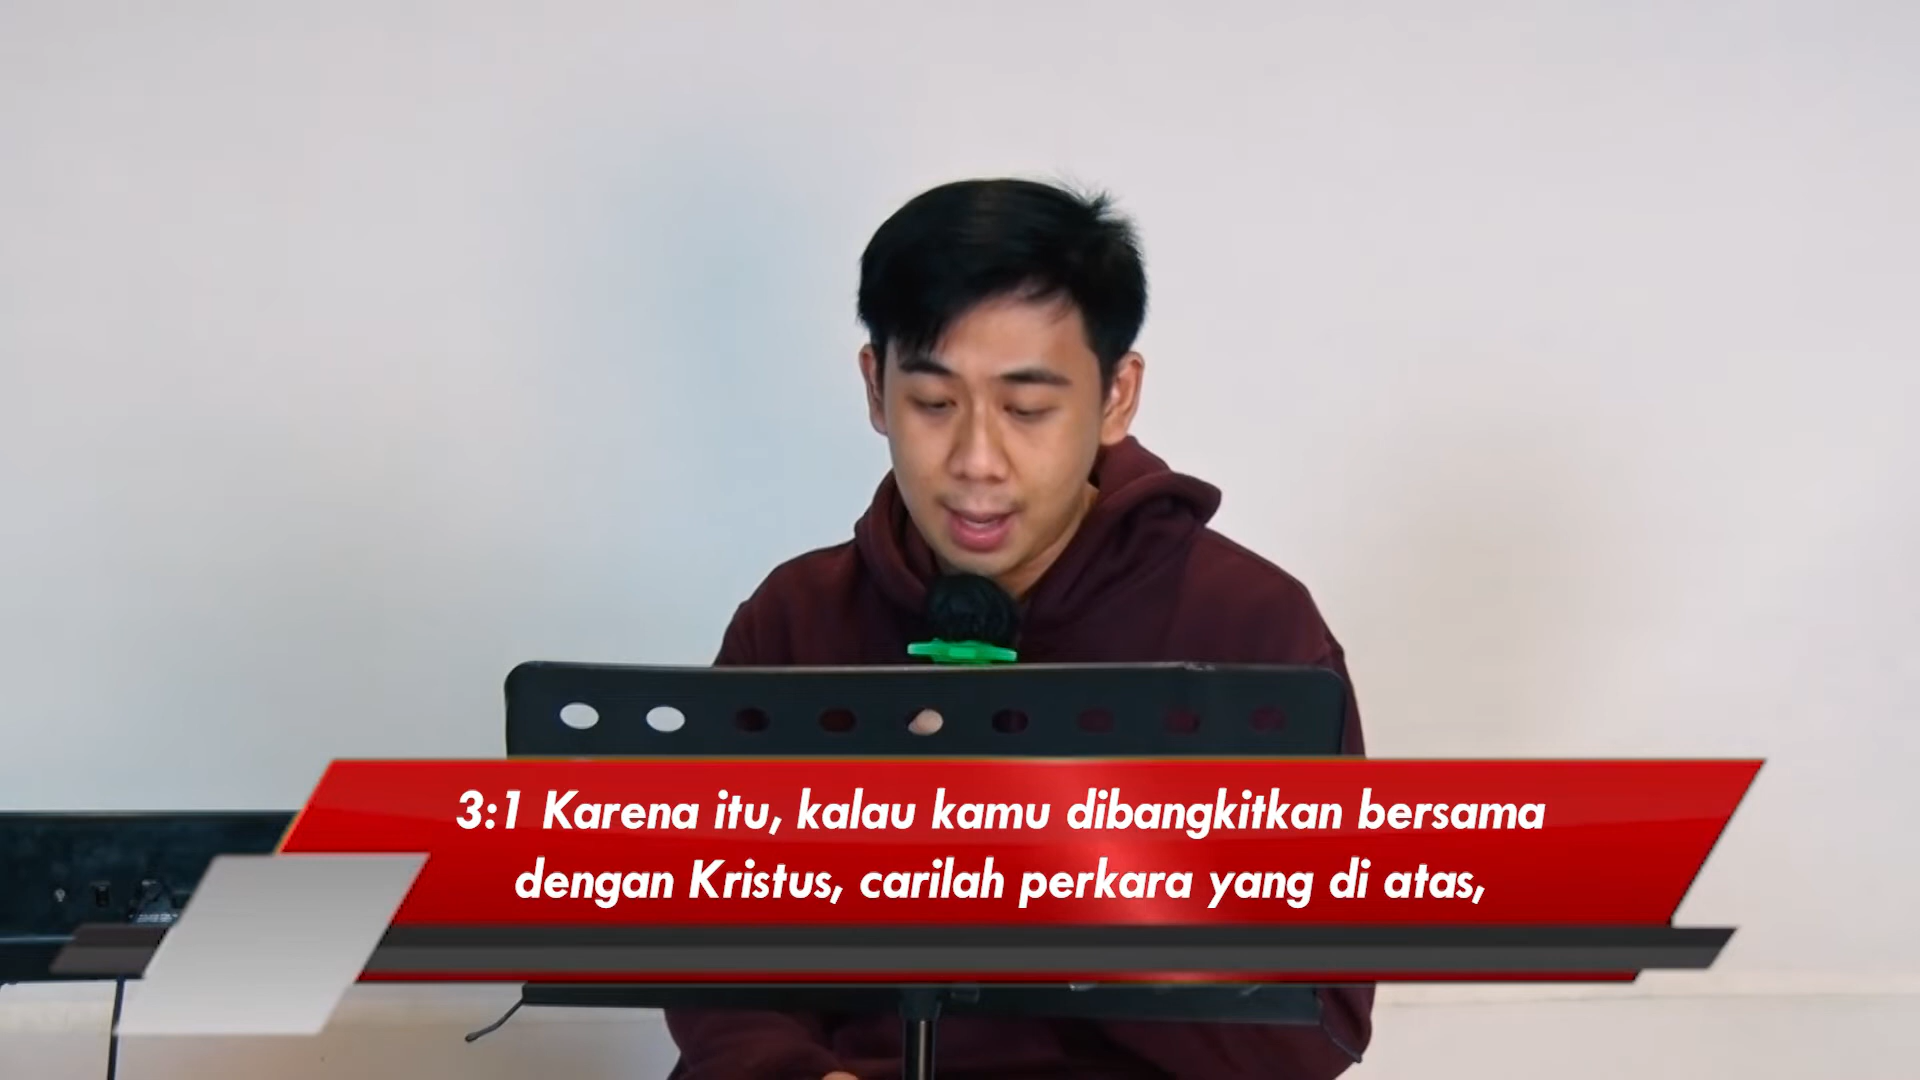 3:1 Karena itu, kalau kamu dibangkitkan bersama
dengan Kristus, carilah perkara yang di atas,